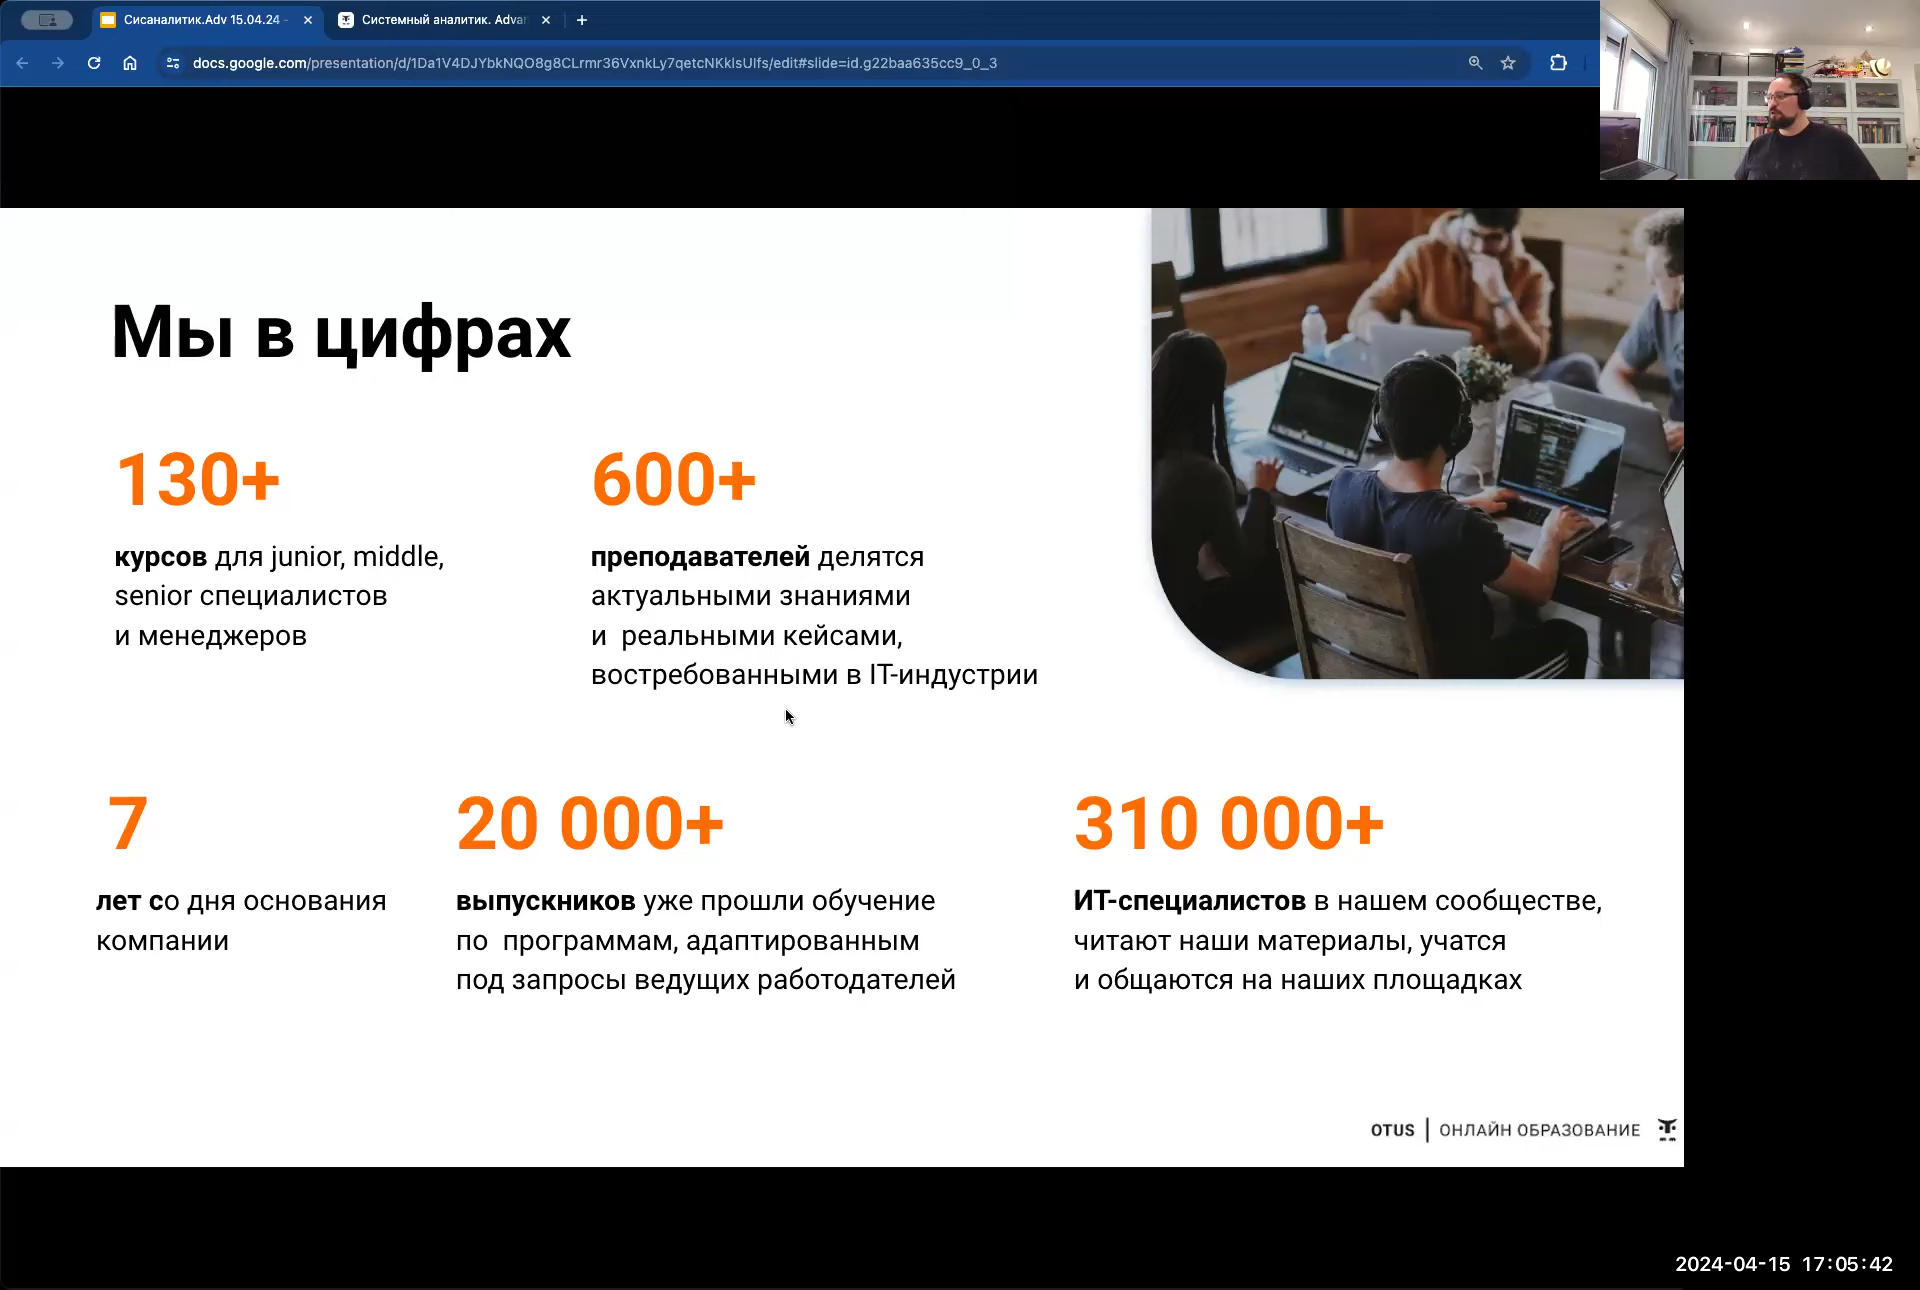 Сисаналитик.Adv 15.04.24 -
Системный аналитик. Advan
docs.google.com/presentation/d/1Da1V4DJYbkNQO8g8CLrmr36VxnkLy7qetcNKklsUlfs/edit#slide=id.g22baa635cc9_0_3
Мы в цифрах
130+
курсов для junior, middle,
senior специалистов
и менеджеров
600+
преподавателей делятся
актуальными знаниями
и реальными кейсами,
востребованными в IT-индустрии
7
лет со дня основания
компании
20 000+
выпускников уже прошли обучение
по программам, адаптированным
под запросы ведущих работодателей
310 000+
ИТ-специалистов в нашем сообществе,
читают наши материалы, учатся
и общаются на наших площадках
OTUS | ОНЛАЙН ОБРАЗОВАНИЕ
2024-04-15 17:05:42